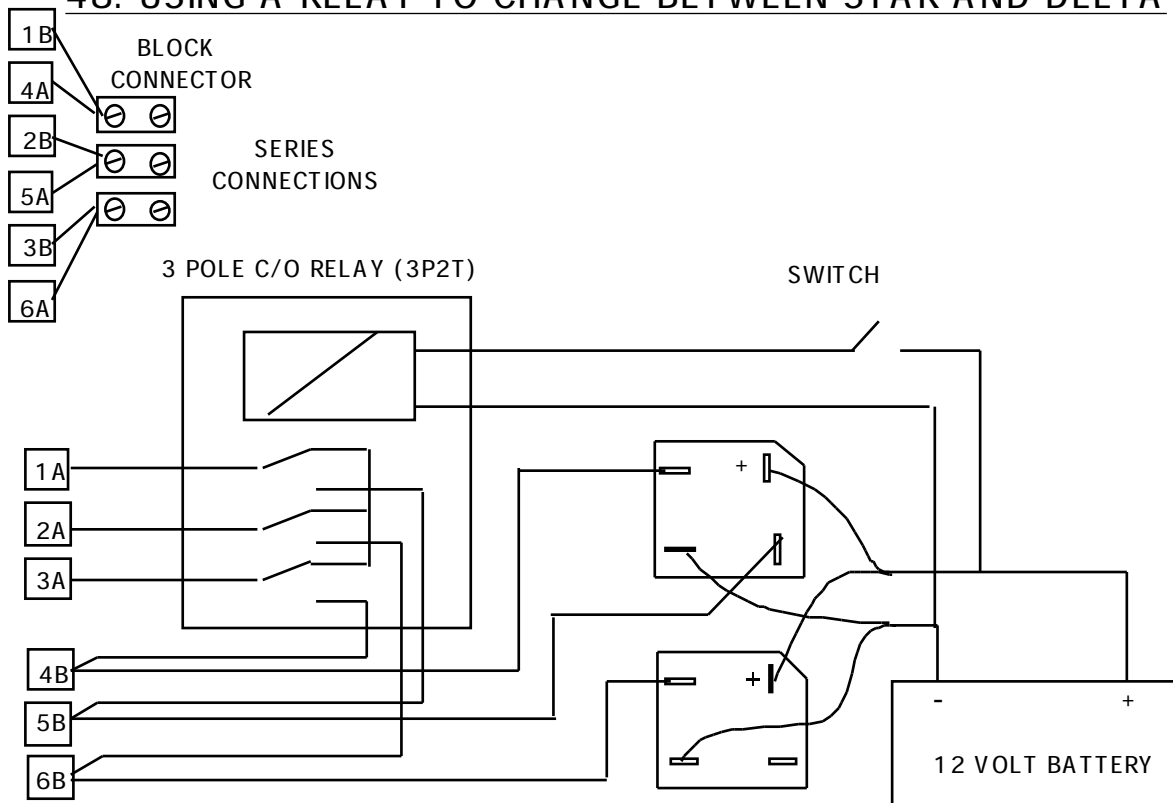 48. USING A RELAY TO CHANGE BETWEEN STAR AND DELTA
1B
4A
2B
5A
3B
6A
BLOCK
CONNECTOR
SERIES
CONNECTIONS
3 POLE C/O RELAY (3P2T)
SWITCH
1A
2A
3A
4B
5B
6B
+
+
- +
12 VOLT BATTERY